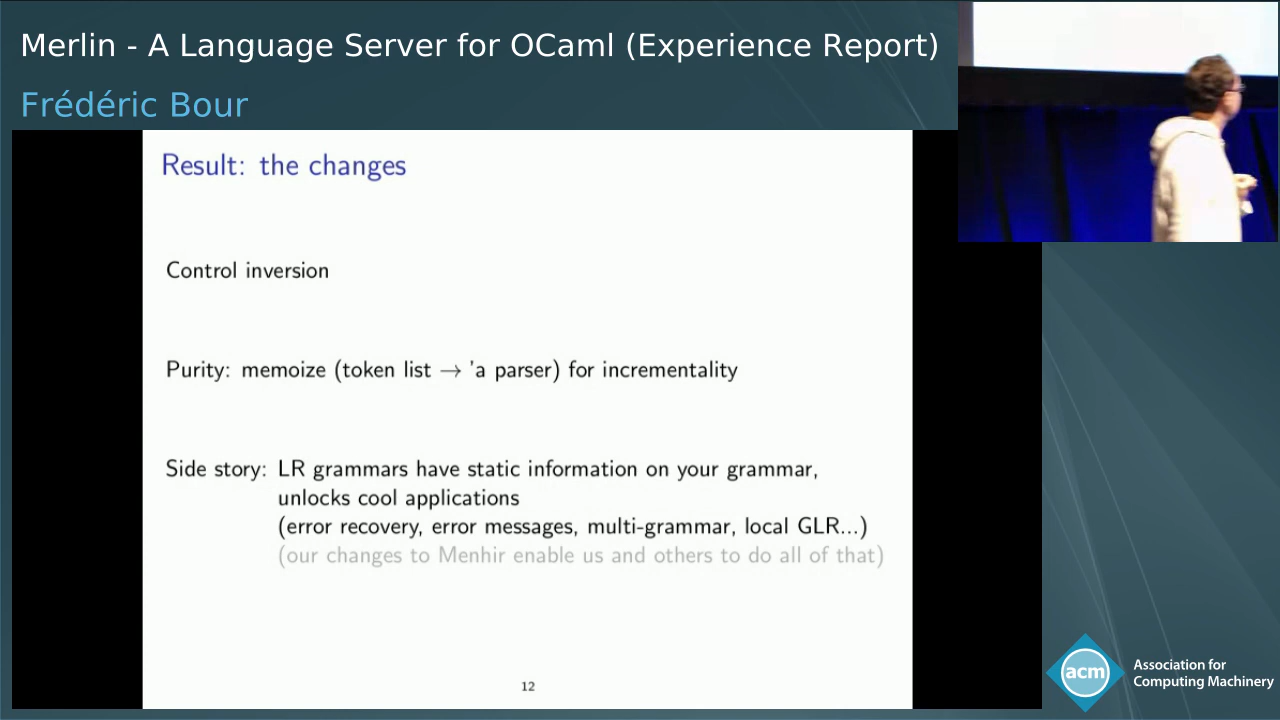 Merlin - A Language Server for OCaml (Experience Report)
Frédéric Bour
Result: the changes
Control inversion
Purity: memoize (token list → 'a parser) for incrementality
Side story: LR grammars have static information on your grammar,
unlocks cool applications
(error recovery, error messages, multi-grammar, local GLR...)
(our changes to Menhir enable us and others to do all of that)
12
acm
Association for
Computing Machinery